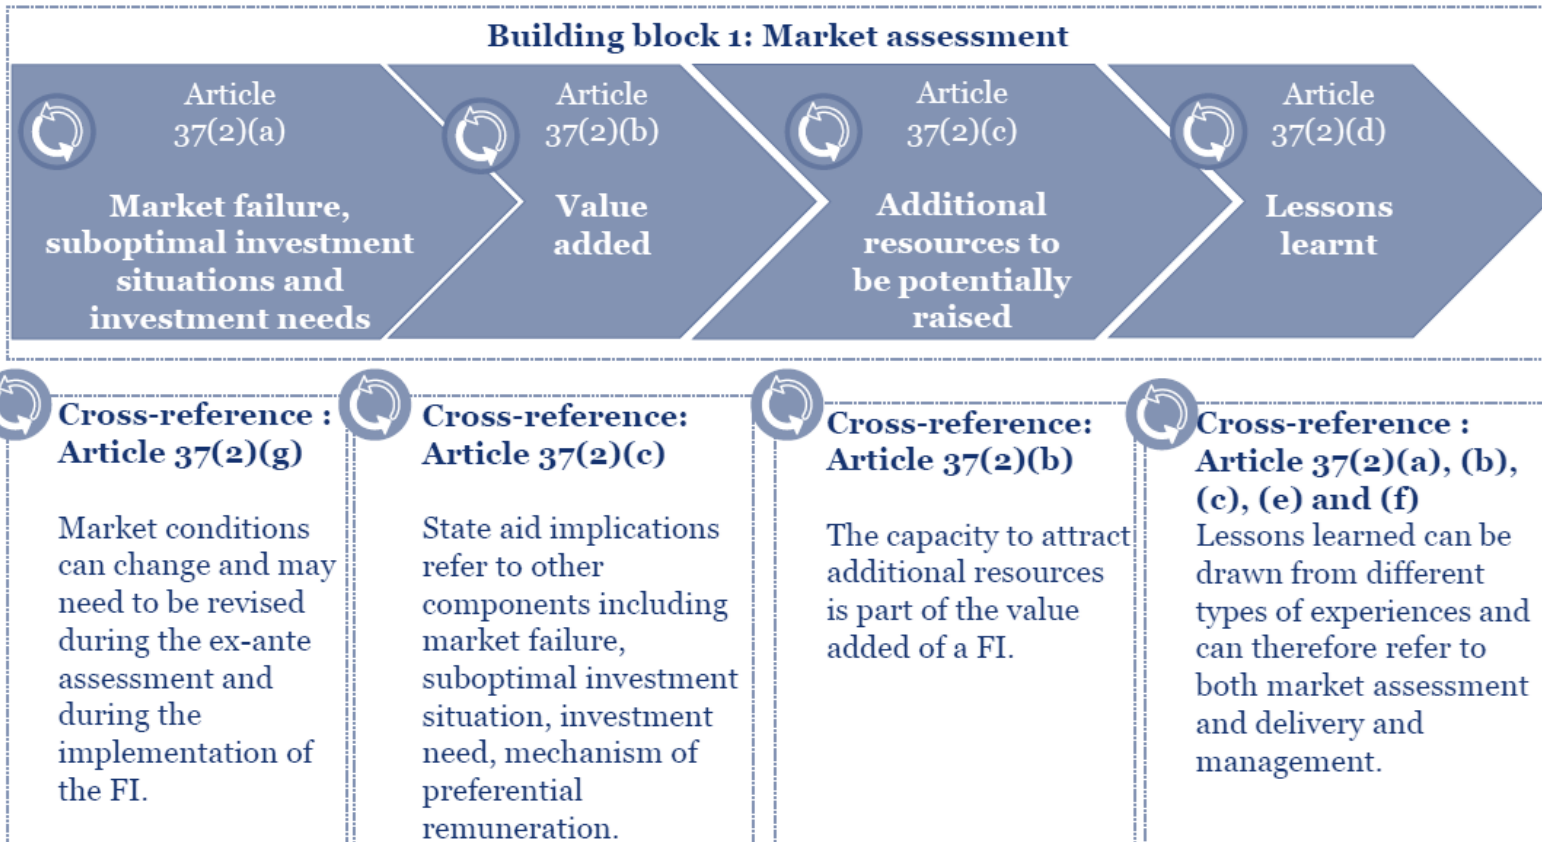 Building block 1: Market assessment
Article
37(2)(a)
Market failure,
suboptimal investment
situations and
investment needs
Article
37(2)(b)
Value
added
Article
37(2)(c)
Additional
resources to
be potentially
raised
Article
37(2)(d)
Lessons
learnt
Cross-reference :
Article 37(2)(g)
Market conditions
can change and may
need to be revised
during the ex-ante
assessment and
during the
implementation of
the FI.
Cross-reference:
Article 37(2)(c)
State aid implications
refer to other
components including
market failure,
suboptimal investment
situation, investment
need, mechanism of
preferential
remuneration.
Cross-reference:
Article 37(2)(b)
The capacity to attract
additional resources
is part of the value
added of a FI.
Cross-reference :
Article 37(2)(a), (b),
(c), (e) and (f)
Lessons learned can be
drawn from different
types of experiences and
can therefore refer to
both market assessment
and delivery and
management.